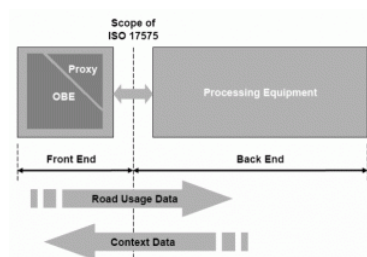 Scope of
ISO 17575
Proxy
OBE
Processing Equipment
Front End
Back End
Road Usage Data
Context Data